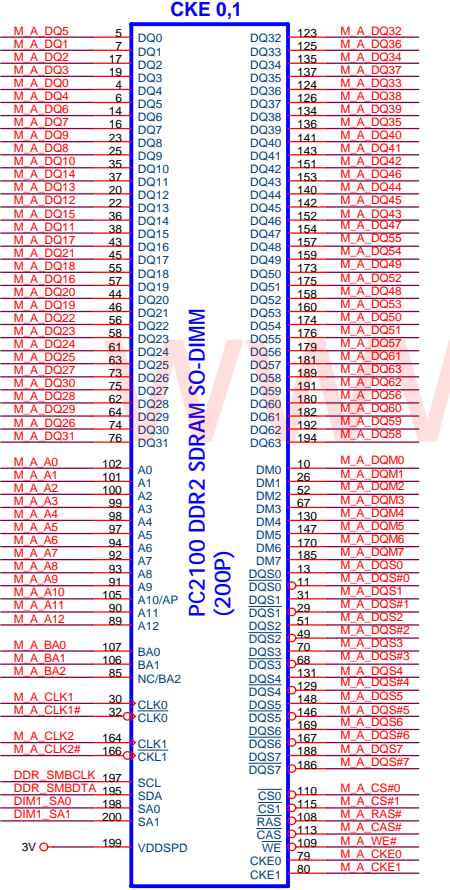 CKE 0,1
M_A_DQ5 5 DQ0 DQ32 123 M_A_DQ32
M_A_DQ1 7 DQ1 DQ33 125 M_A_DQ36
M_A_DQ2 17 DQ2 DQ34 135 M_A_DQ34
M_A_DQ3 19 DQ3 DQ35 137 M_A_DQ37
M_A_DQ0 4 DQ4 DQ36 124 M_A_DQ33
M_A_DQ4 6 DQ5 DQ37 126 M_A_DQ38
M_A_DQ6 14 DQ6 DQ38 134 M_A_DQ39
M_A_DQ7 16 DQ7 DQ39 136 M_A_DQ35
M_A_DQ9 23 DQ8 DQ40 141 M_A_DQ40
M_A_DQ8 25 DQ9 DQ41 143 M_A_DQ41
M_A_DQ10 35 DQ10 DQ42 151 M_A_DQ42
M_A_DQ14 37 DQ11 DQ43 153 M_A_DQ46
M_A_DQ13 20 DQ12 DQ44 140 M_A_DQ44
M_A_DQ12 22 DQ13 DQ45 142 M_A_DQ45
M_A_DQ15 36 DQ14 DQ46 152 M_A_DQ43
M_A_DQ11 38 DQ15 DQ47 154 M_A_DQ47
M_A_DQ17 43 DQ16 DQ48 157 M_A_DQ55
M_A_DQ21 45 DQ17 DQ49 159 M_A_DQ54
M_A_DQ18 55 DQ18 DQ50 173 M_A_DQ49
M_A_DQ16 57 DQ19 DQ51 175 M_A_DQ52
M_A_DQ20 44 DQ20 DQ52 158 M_A_DQ48
M_A_DQ19 46 DQ21 DQ53 160 M_A_DQ53
M_A_DQ22 56 DQ22 DQ54 174 M_A_DQ50
M_A_DQ23 58 DQ23 DQ55 176 M_A_DQ51
M_A_DQ24 61 DQ24 DQ56 179 M_A_DQ57
M_A_DQ25 63 DQ25 DQ57 181 M_A_DQ61
M_A_DQ27 73 DQ26 DQ58 189 M_A_DQ63
M_A_DQ30 75 DQ27 DQ59 191 M_A_DQ62
M_A_DQ28 62 DQ28 DQ60 180 M_A_DQ56
M_A_DQ29 64 DQ29 DQ61 182 M_A_DQ60
M_A_DQ26 74 DQ30 DQ62 192 M_A_DQ59
M_A_DQ31 76 DQ31 DQ63 194 M_A_DQ58
PC2100 DDR2 SDRAM SO-DIMM
(200P)
M_A_A0 102 A0 DM0 10 M_A_DQM0
M_A_A1 101 A1 DM1 26 M_A_DQM1
M_A_A2 100 A2 DM2 52 M_A_DQM2
M_A_A3 99 A3 DM3 67 M_A_DQM3
M_A_A4 98 A4 DM4 130 M_A_DQM4
M_A_A5 97 A5 DM5 147 M_A_DQM5
M_A_A6 94 A6 DM6 170 M_A_DQM6
M_A_A7 92 A7 DM7 185 M_A_DQM7
M_A_A8 93 A8 DQS0 13 M_A_DQS0
M_A_A9 91 A9 DQS0 11 M_A_DQS#0
M_A_A10 105 A10/AP DQS1 31 M_A_DQS1
M_A_A11 90 A11 DQS1 29 M_A_DQS#1
M_A_A12 89 A12 DQS2 51 M_A_DQS2
DQS2 49 M_A_DQS#2
M_A_BA0 107 BA0 DQS3 70 M_A_DQS3
M_A_BA1 106 BA1 DQS3 68 M_A_DQS#3
M_A_BA2 85 NC/BA2 DQS4 131 M_A_DQS4
DQS4 129 M_A_DQS#4
M_A_CLK1 30 CLK0 DQS5 148 M_A_DQS5
M_A_CLK1# 32 CLK0 DQS5 146 M_A_DQS#5
DQS6 169 M_A_DQS6
M_A_CLK2 164 CLK1 DQS6 167 M_A_DQS#6
M_A_CLK2# 166 CKL1 DQS7 188 M_A_DQS7
DQS7 186 M_A_DQS#7
DDR_SMBCLK 197 SCL
DDR_SMBDTA 195 SDA CS0 110 M_A_CS#0
DIM1_SA0 198 SA0 CS1 115 M_A_CS#1
DIM1_SA1 200 SA1 RAS 108 M_A_RAS#
CAS 113 M_A_CAS#
3V 199 VDDSPD WE 109 M_A_WE#
CKE0 79 M_A_CKE0
CKE1 80 M_A_CKE1
WW